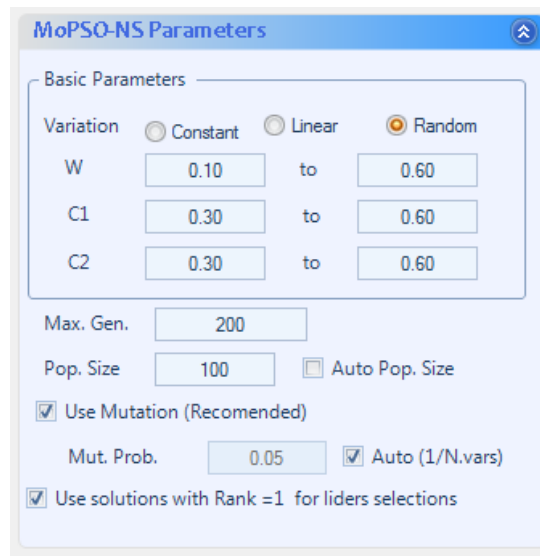 MoPSO-NS Parameters
Basic Parameters
Variation Constant Linear Random
W 0.10 to 0.60
C1 0.30 to 0.60
C2 0.30 to 0.60
Max. Gen. 200
Pop. Size 100 Auto Pop. Size
Use Mutation (Recomended)
Mut. Prob. 0.05 Auto (1/N.vars)
Use solutions with Rank =1 for liders selections